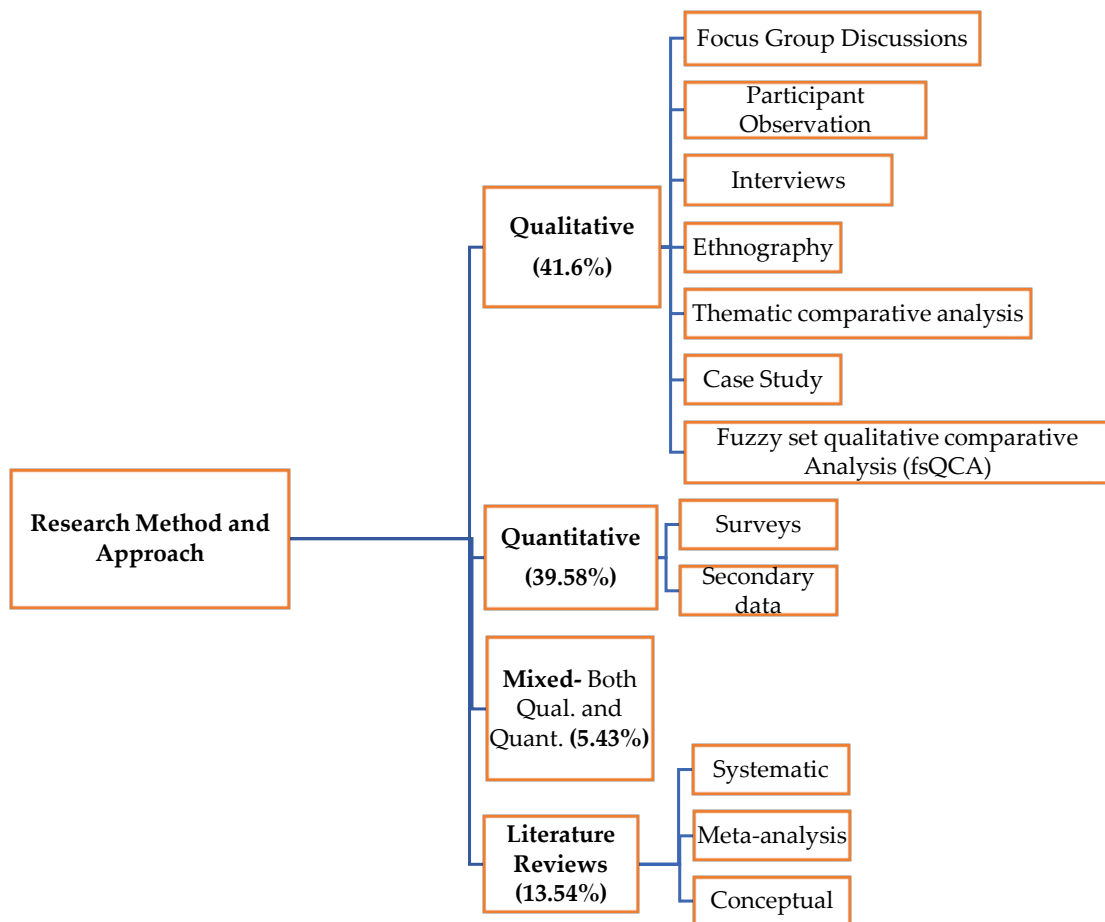 Research Method and
Approach
Qualitative
(41.6%)
Focus Group Discussions
Participant
Observation
Interviews
Ethnography
Thematic comparative analysis
Case Study
Fuzzy set qualitative comparative
Analysis (fsQCA)
Quantitative
(39.58%)
Surveys
Secondary
data
Mixed- Both
Qual. and
Quant. (5.43%)
Literature
Reviews
(13.54%)
Systematic
Meta-analysis
Conceptual